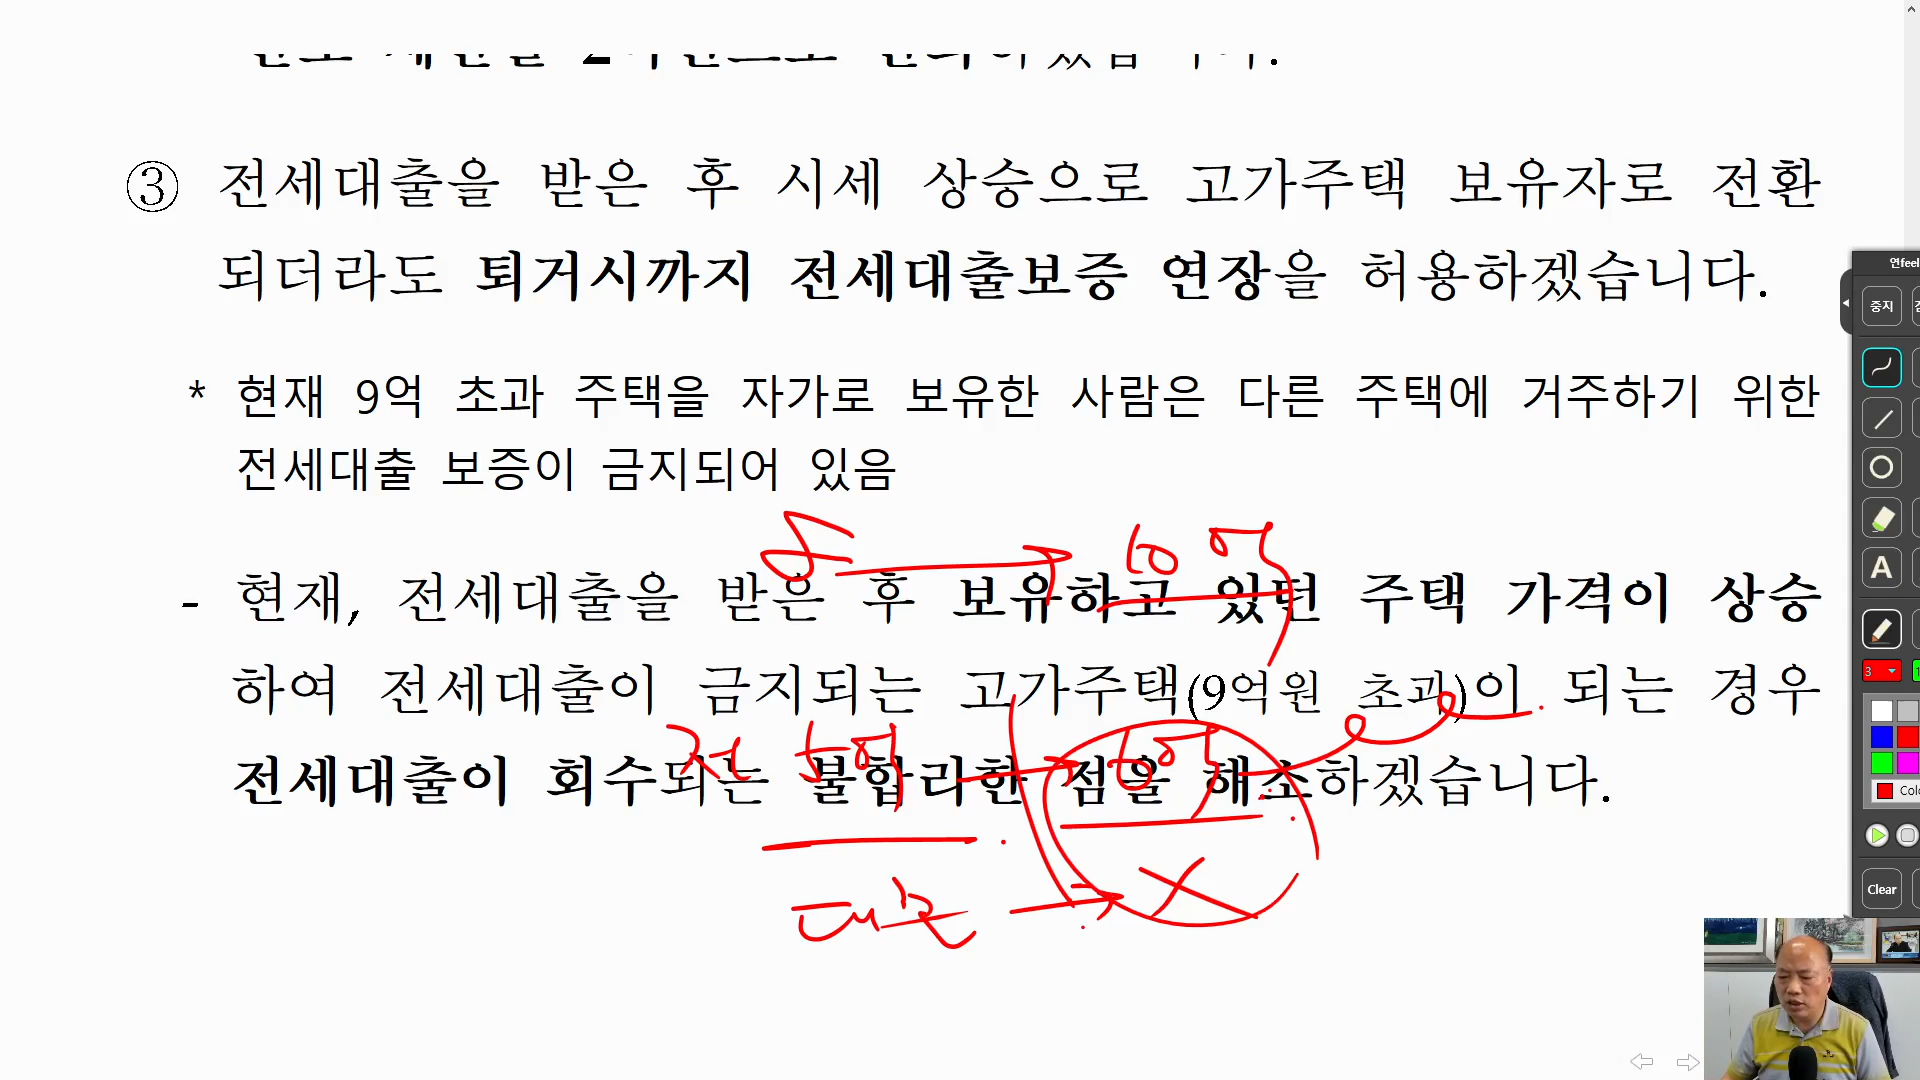 ③ 전세대출을 받은 후 시세 상승으로 고가주택 보유자로 전환
되더라도 퇴거시까지 전세대출보증 연장을 허용하겠습니다.
* 현재 9억 초과 주택을 자가로 보유한 사람은 다른 주택에 거주하기 위한
전세대출 보증이 금지되어 있음
- 현재, 전세대출을 받은 후 보유하고 있던 주택 가격이 상승
하여 전세대출이 금지되는 고가주택(9억원 초과)이 되는 경우
전세대출이 회수되는 불합리한 점을 해소하겠습니다.
연feel
중지
A
3
Clear